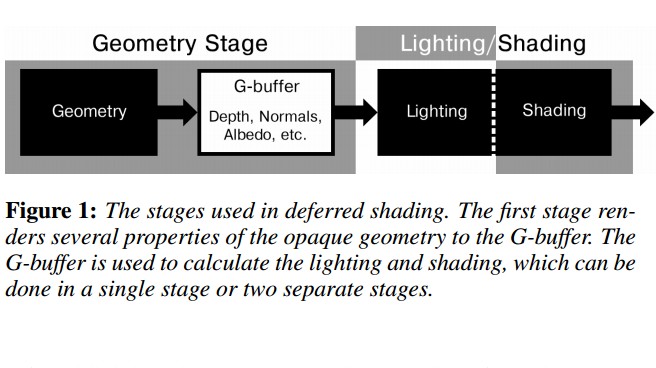 Geometry Stage
Lighting/Shading
Geometry
G-buffer
Depth, Normals,
Albedo, etc.
Lighting
Shading
Figure 1: The stages used in deferred shading. The first stage ren-
ders several properties of the opaque geometry to the G-buffer. The
G-buffer is used to calculate the lighting and shading, which can be
done in a single stage or two separate stages.